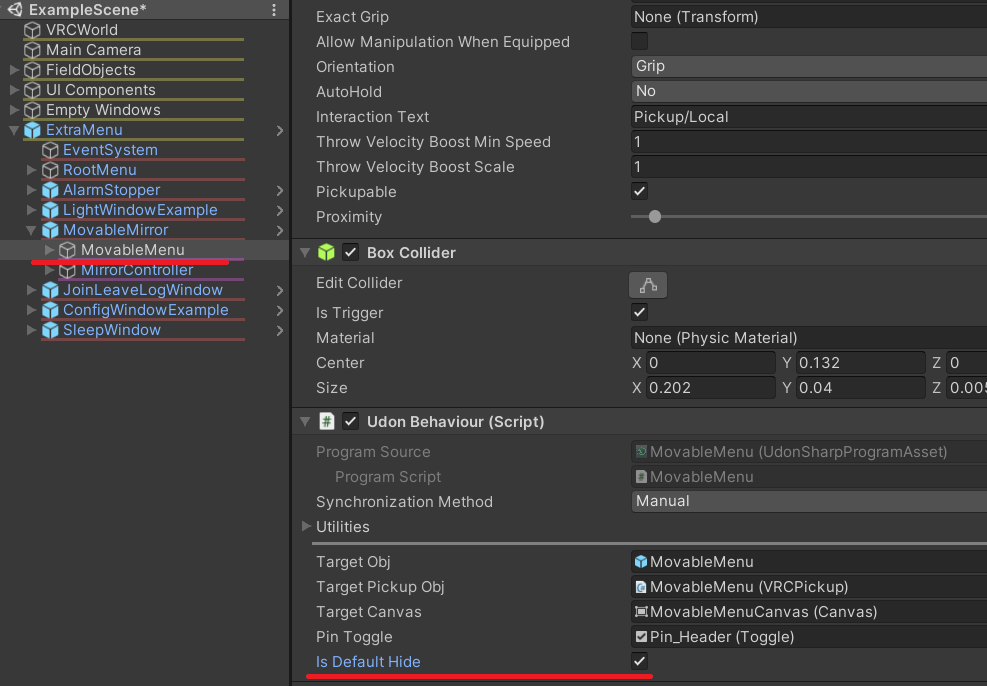 ExampleScene*
VRCWorld
Main Camera
FieldObjects
UI Components
Empty Windows
ExtraMenu
EventSystem
RootMenu
AlarmStopper
LightWindowExample
MovableMirror
MovableMenu
MirrorController
JoinLeaveLogWindow
ConfigWindowExample
SleepWindow
Exact Grip None (Transform)
Allow Manipulation When Equipped
Orientation Grip
AutoHold No
Interaction Text Pickup/Local
Throw Velocity Boost Min Speed 1
Throw Velocity Boost Scale 1
Pickupable
Proximity
Box Collider
Edit Collider
Is Trigger
Material None (Physic Material)
Center X 0 Y 0.132 Z 0
Size X 0.202 Y 0.04 Z 0.005
# Udon Behaviour (Script)
Program Source MovableMenu (UdonSharpProgramAsset)
Program Script # MovableMenu
Synchronization Method Manual
Utilities
Target Obj MovableMenu
Target Pickup Obj MovableMenu (VRCPickup)
Target Canvas MovableMenuCanvas (Canvas)
Pin Toggle Pin_Header (Toggle)
Is Default Hide